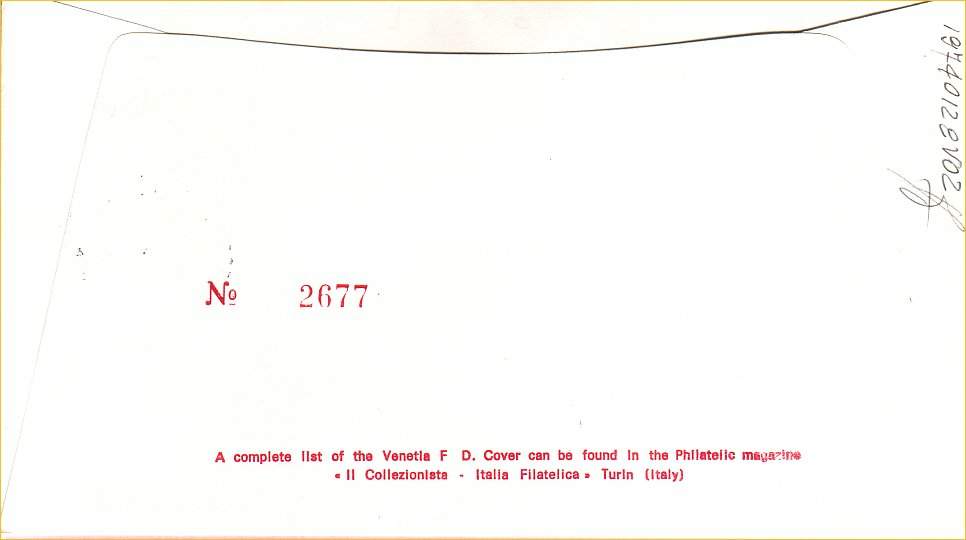 19740128V02
No 2677
A complete list of the Venetia F D. Cover can be found in the Philatelic magazine
« Il Collezionista - Italia Filatelica » Turin (Italy)